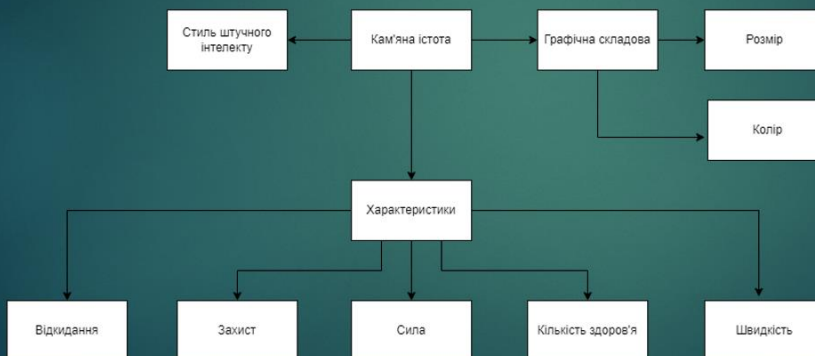 Стиль штучного
інтелекту
Кам'яна істота
Графічна складова
Розмір
Колір
Характеристики
Відкидання
Захист
Сила
Кількість здоров'я
Швидкість